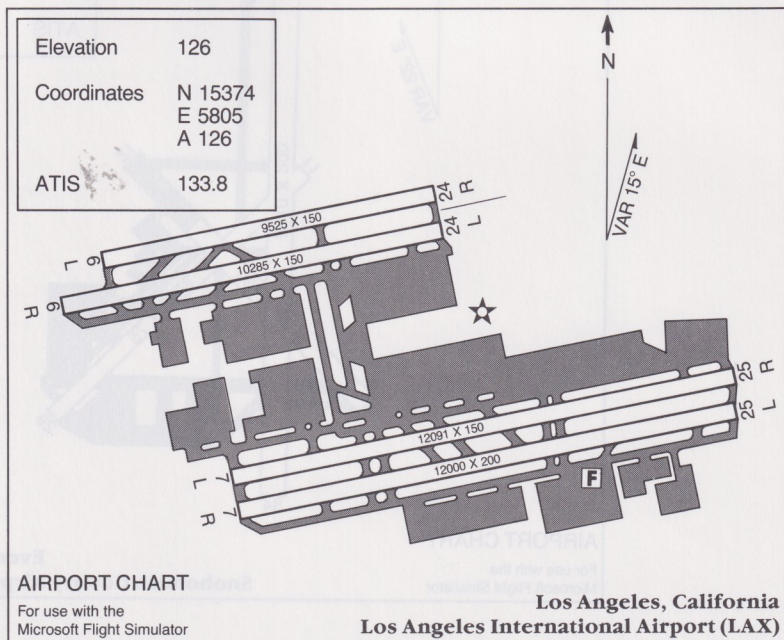 Elevation 126
Coordinates N 15374
E 5805
A 126
ATIS 133.8
N
VAR 15° E
24 R
24 L
9525 X 150
10285 X 150
6 L
6 R
25 R
25 L
12091 X 150
12000 X 200
7 L
7 R
F
AIRPORT CHART
For use with the
Microsoft Flight Simulator
Los Angeles, California
Los Angeles International Airport (LAX)